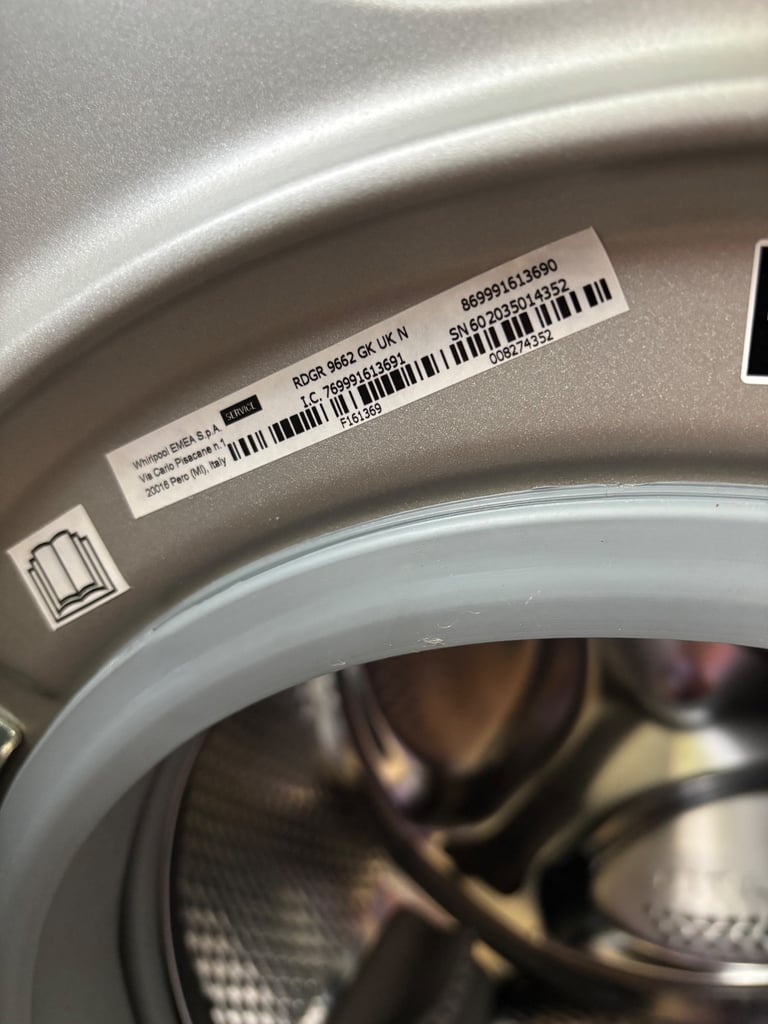 Whirlpool EMEA S.p.A.
Via Carlo Pisacane n.1
20016 Pero (MI), Italy
SERVICE
RDGR 9662 GK UK N
I.C. 769991613691
F161369
869991613690
SN 602035014352
008274352